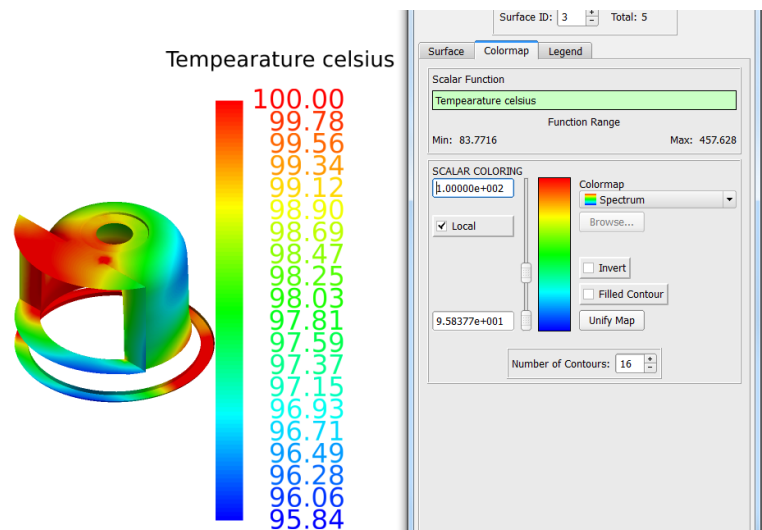 Tempearature celsius
100.00
99.78
99.56
99.34
99.12
98.90
98.69
98.47
98.25
98.03
97.81
97.59
97.37
97.15
96.93
96.71
96.49
96.28
96.06
95.84
Surface ID: 3 Total: 5
Surface Colormap Legend
Scalar Function
Tempearature celsius
Function Range
Min: 83.7716 Max: 457.628
SCALAR COLORING
1.00000e+002
Colormap
Spectrum
Local
Browse...
Invert
Filled Contour
9.58377e+001
Unify Map
Number of Contours: 16